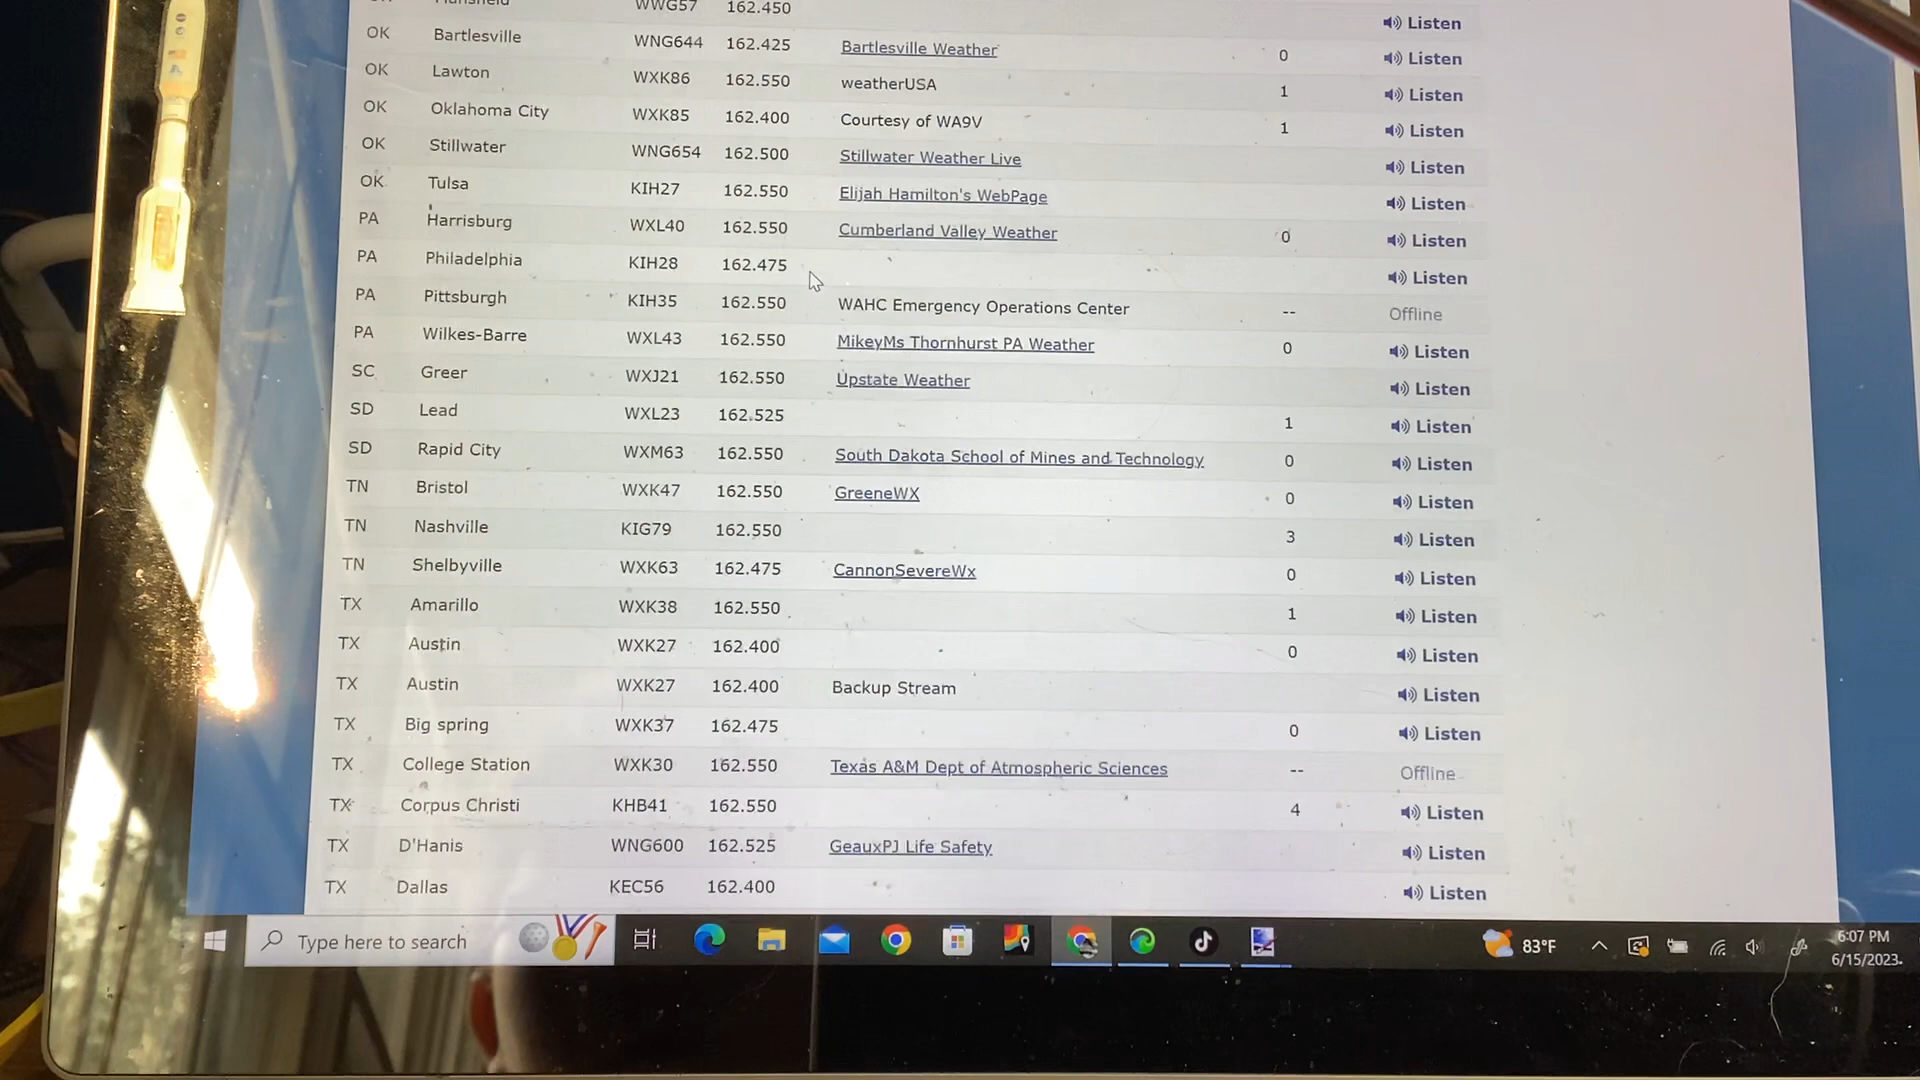 WWG57 162.450 Listen
OK Bartlesville WNG644 162.425 Bartlesville Weather 0 Listen
OK Lawton WXK86 162.550 weatherUSA 1 Listen
OK Oklahoma City WXK85 162.400 Courtesy of WA9V 1 Listen
OK Stillwater WNG654 162.500 Stillwater Weather Live Listen
OK Tulsa KIH27 162.550 Elijah Hamilton's WebPage Listen
PA Harrisburg WXL40 162.550 Cumberland Valley Weather 0 Listen
PA Philadelphia KIH28 162.475 Listen
PA Pittsburgh KIH35 162.550 WAHC Emergency Operations Center -- Offline
PA Wilkes-Barre WXL43 162.550 MikeyMs Thornhurst PA Weather 0 Listen
SC Greer WXJ21 162.550 Upstate Weather Listen
SD Lead WXL23 162.525 1 Listen
SD Rapid City WXM63 162.550 South Dakota School of Mines and Technology 0 Listen
TN Bristol WXK47 162.550 GreeneWX 0 Listen
TN Nashville KIG79 162.550 3 Listen
TN Shelbyville WXK63 162.475 CannonSevereWx 0 Listen
TX Amarillo WXK38 162.550 1 Listen
TX Austin WXK27 162.400 0 Listen
TX Austin WXK27 162.400 Backup Stream Listen
TX Big spring WXK37 162.475 0 Listen
TX College Station WXK30 162.550 Texas A&M Dept of Atmospheric Sciences -- Offline
TX Corpus Christi KHB41 162.550 4 Listen
TX D'Hanis WNG600 162.525 GeauxPJ Life Safety Listen
TX Dallas KEC56 162.400 Listen
Type here to search 83°F 6:07 PM
6/15/2023